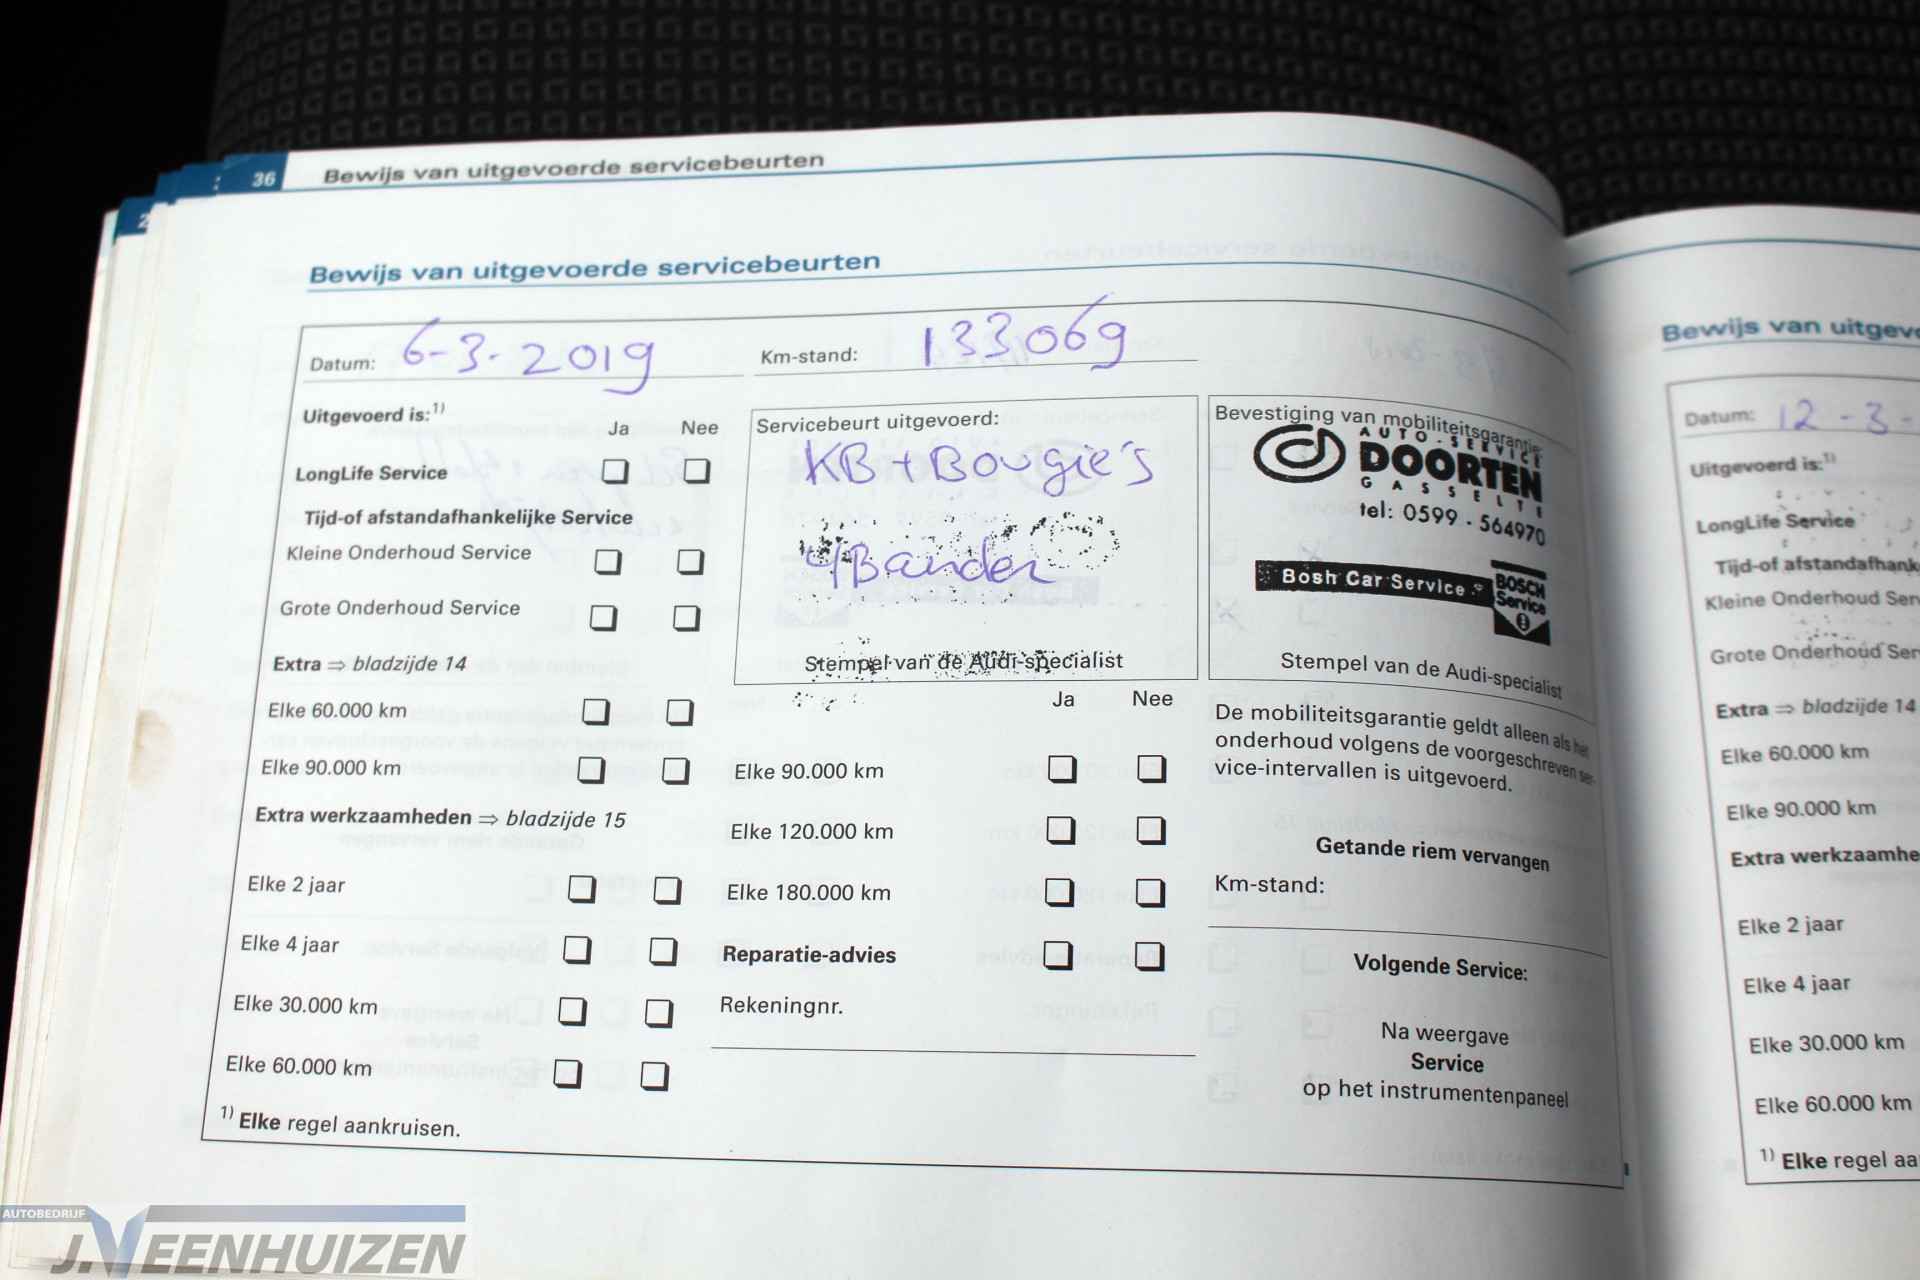 36 Bewijs van uitgevoerde servicebeurten
2
Bewijs van uitgevoerde servicebeurten
Datum: 6-3-2019 Km-stand: 133069
Uitgevoerd is:1)
Ja Nee
LongLife Service
Tijd-of afstandafhankelijke Service
Kleine Onderhoud Service
Grote Onderhoud Service
Extra ⇒ bladzijde 14
Elke 60.000 km
Elke 90.000 km
Extra werkzaamheden ⇒ bladzijde 15
Elke 2 jaar
Elke 4 jaar
Elke 30.000 km
Elke 60.000 km
1) Elke regel aankruisen.
Servicebeurt uitgevoerd:
KB + Bougie's
4 Banden
Stempel van de Audi-specialist
Ja Nee
Elke 90.000 km
Elke 120.000 km
Elke 180.000 km
Reparatie-advies
Rekeningnr.
Bevestiging van mobiliteitsgarantie:
AUTO-SERVICE
DOORTEN
GASSELTE
tel: 0599 - 564970
Bosh Car Service
BOSCH
Service
Stempel van de Audi-specialist
De mobiliteitsgarantie geldt alleen als het
onderhoud volgens de voorgeschreven ser-
vice-intervallen is uitgevoerd.
Getande riem vervangen
Km-stand:
Volgende Service:
Na weergave
Service
op het instrumentenpaneel
Bewijs van uitgevo
Datum: 12-3-
Uitgevoerd is:1)
LongLife Service
Tijd-of afstandafhank
Kleine Onderhoud Ser
Grote Onderhoud Ser
Extra ⇒ bladzijde 14
Elke 60.000 km
Elke 90.000 km
Extra werkzaamhe
Elke 2 jaar
Elke 4 jaar
Elke 30.000 km
Elke 60.000 km
1) Elke regel aa
AUTOBEDRIJF
J.VEENHUIZEN